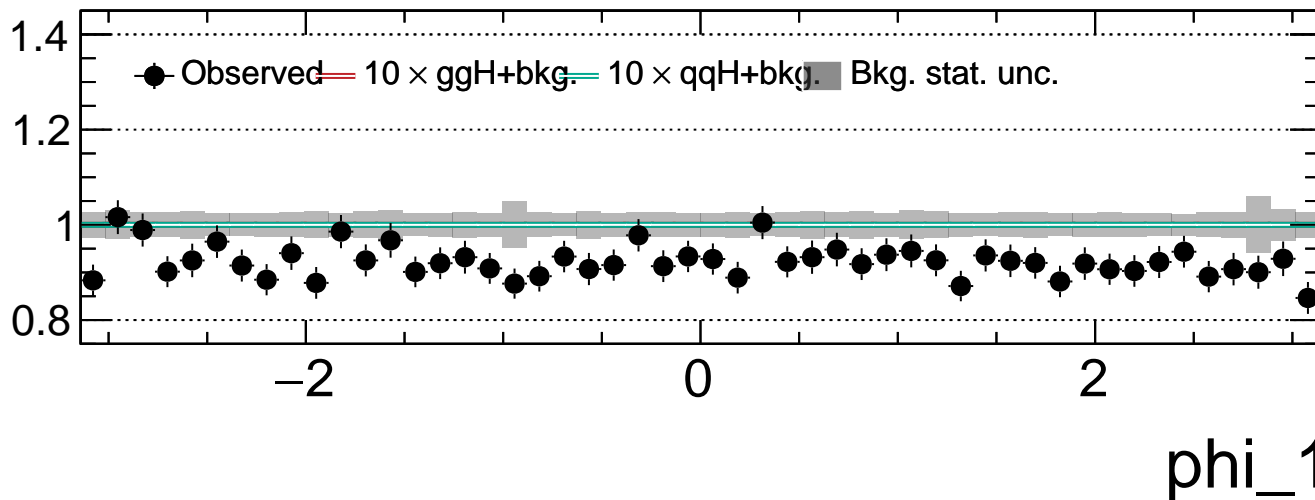 1.4
Observed 10 × ggH+bkg. 10 × qqH+bkg. Bkg. stat. unc.
1.2
1
0.8
−2 0 2
phi_1